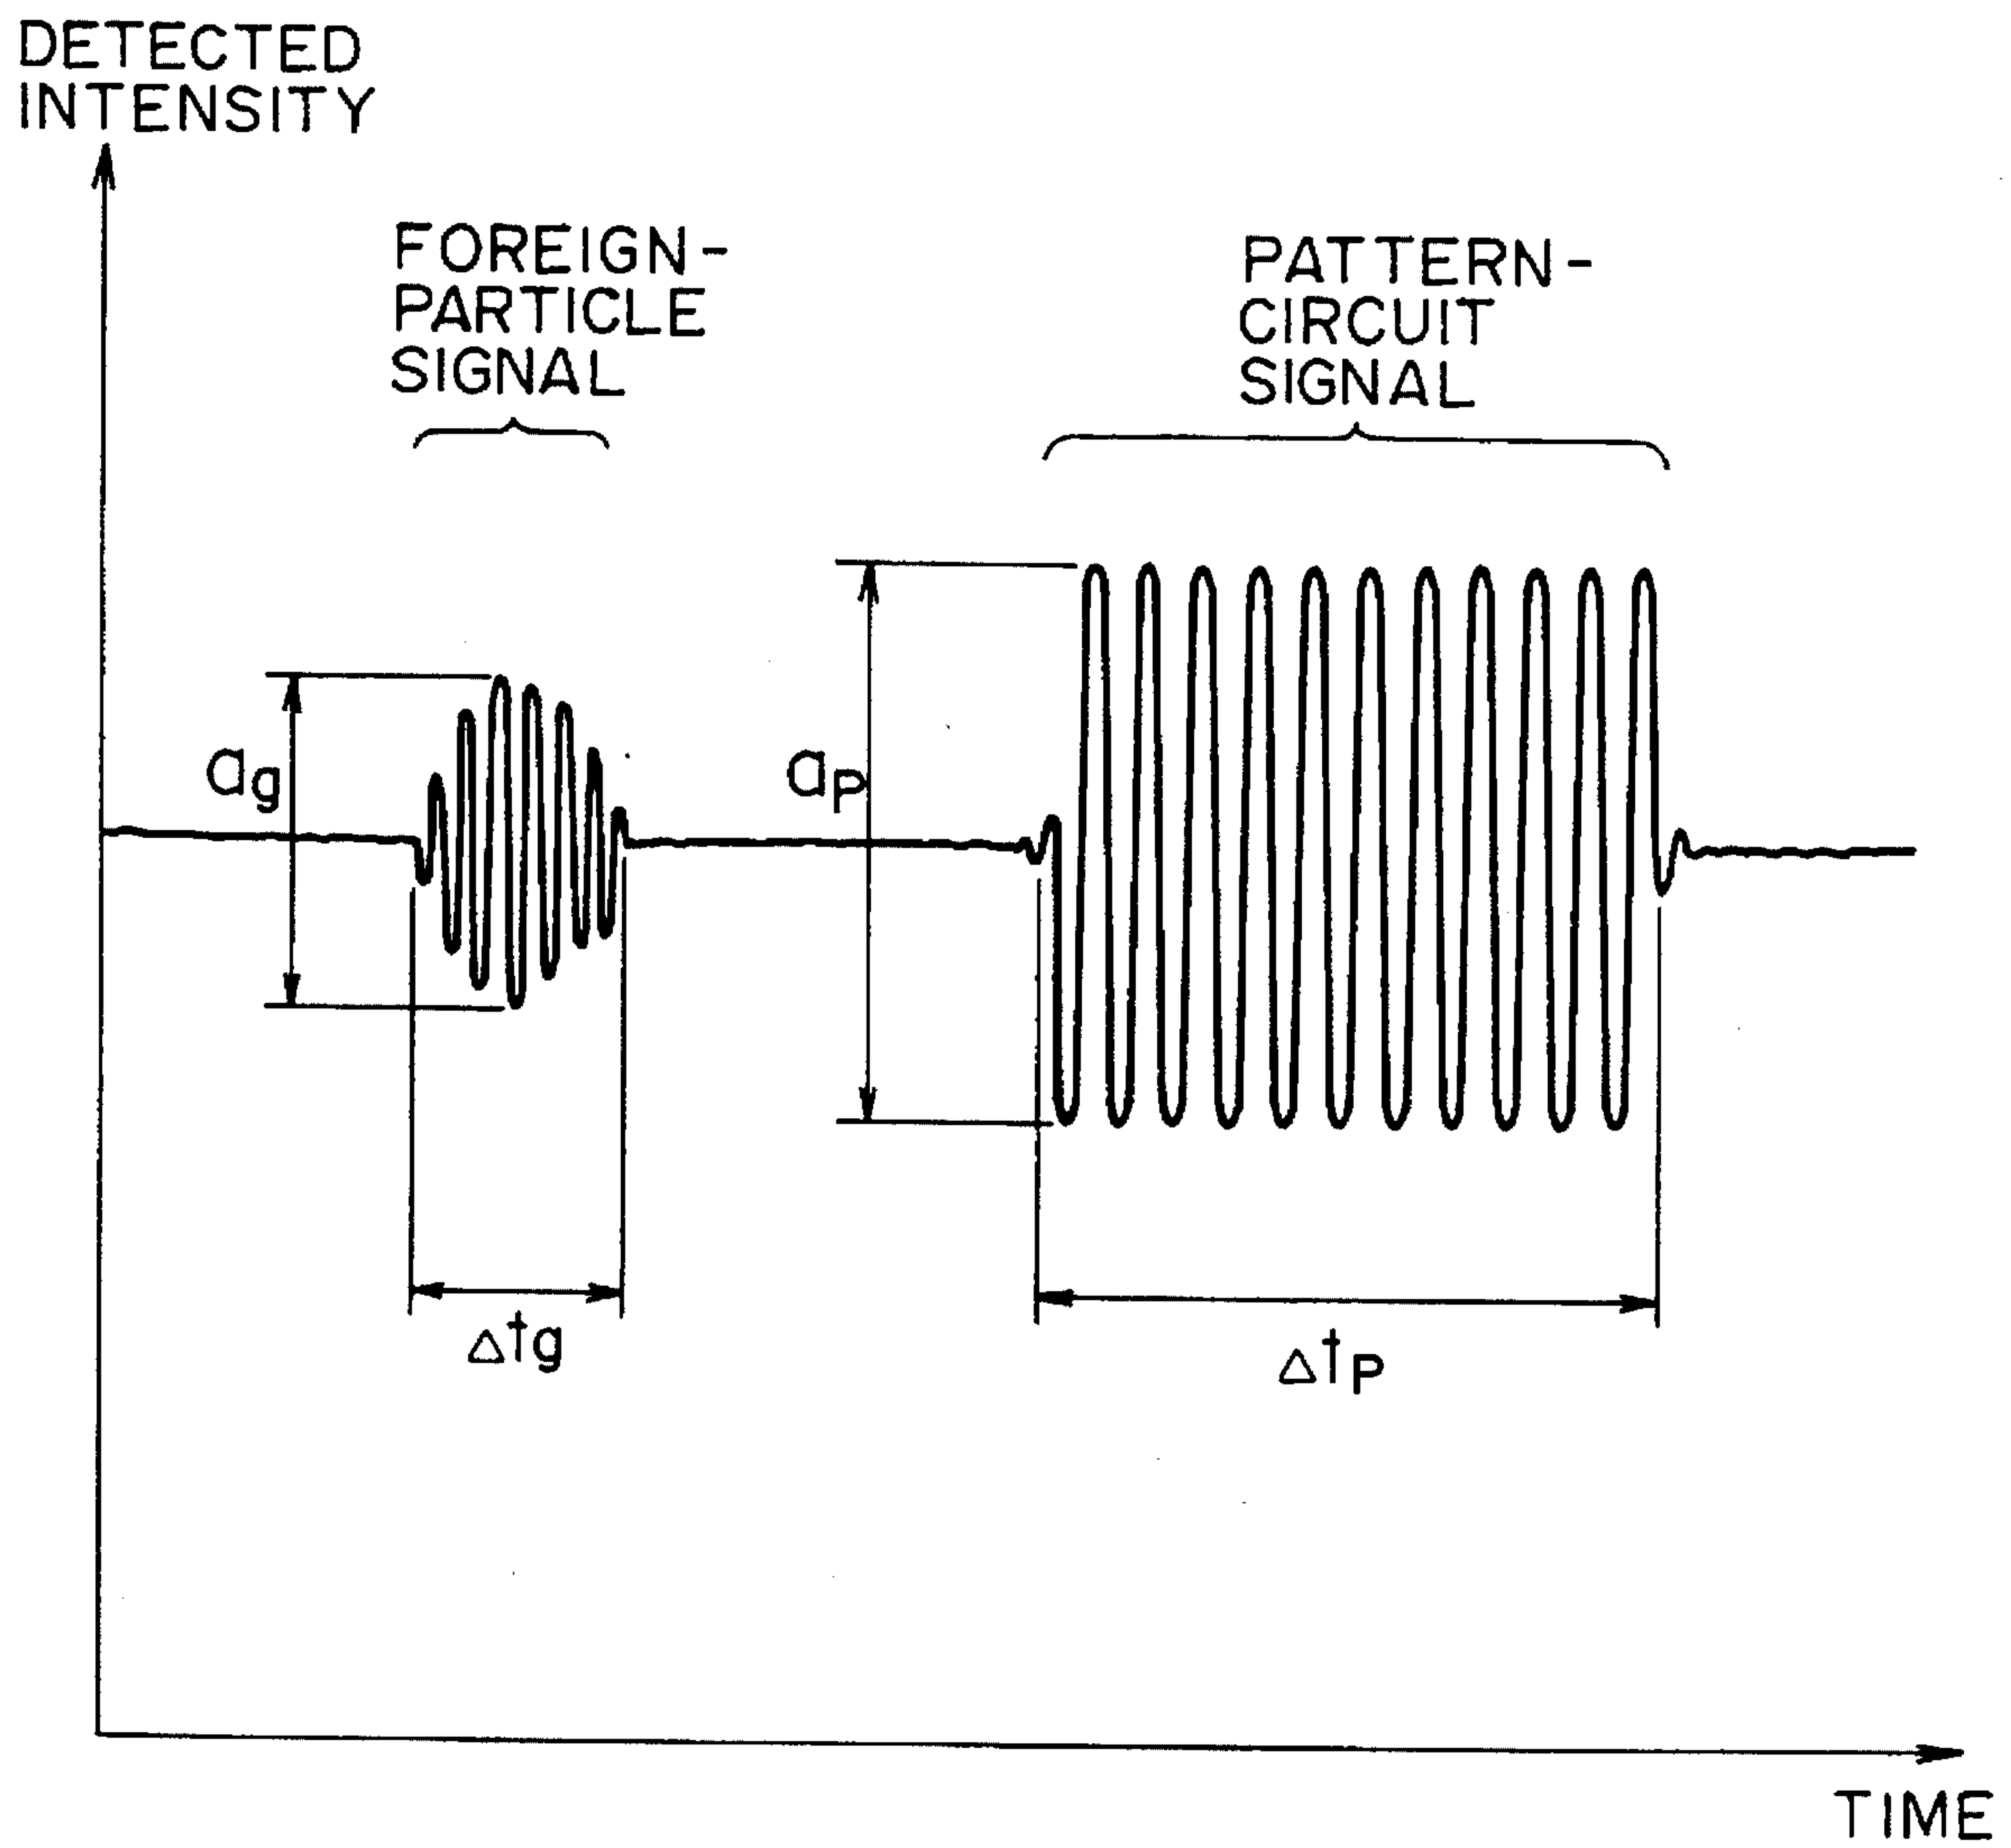 DETECTED
INTENSITY
FOREIGN-
PARTICLE
SIGNAL
PATTERN-
CIRCUIT
SIGNAL
ag
aP
Δtg
ΔtP
TIME